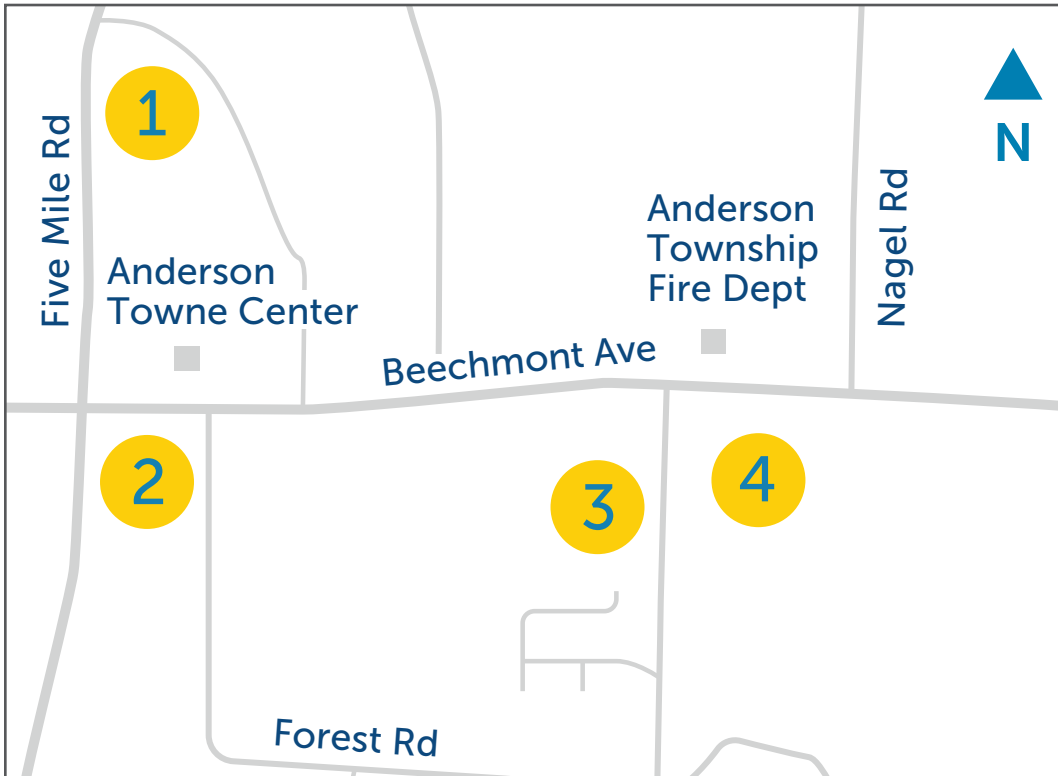 1
N
Five Mile Rd
Nagel Rd
Anderson
Township
Fire Dept
Anderson
Towne Center
Beechmont Ave
2
3
4
Forest Rd